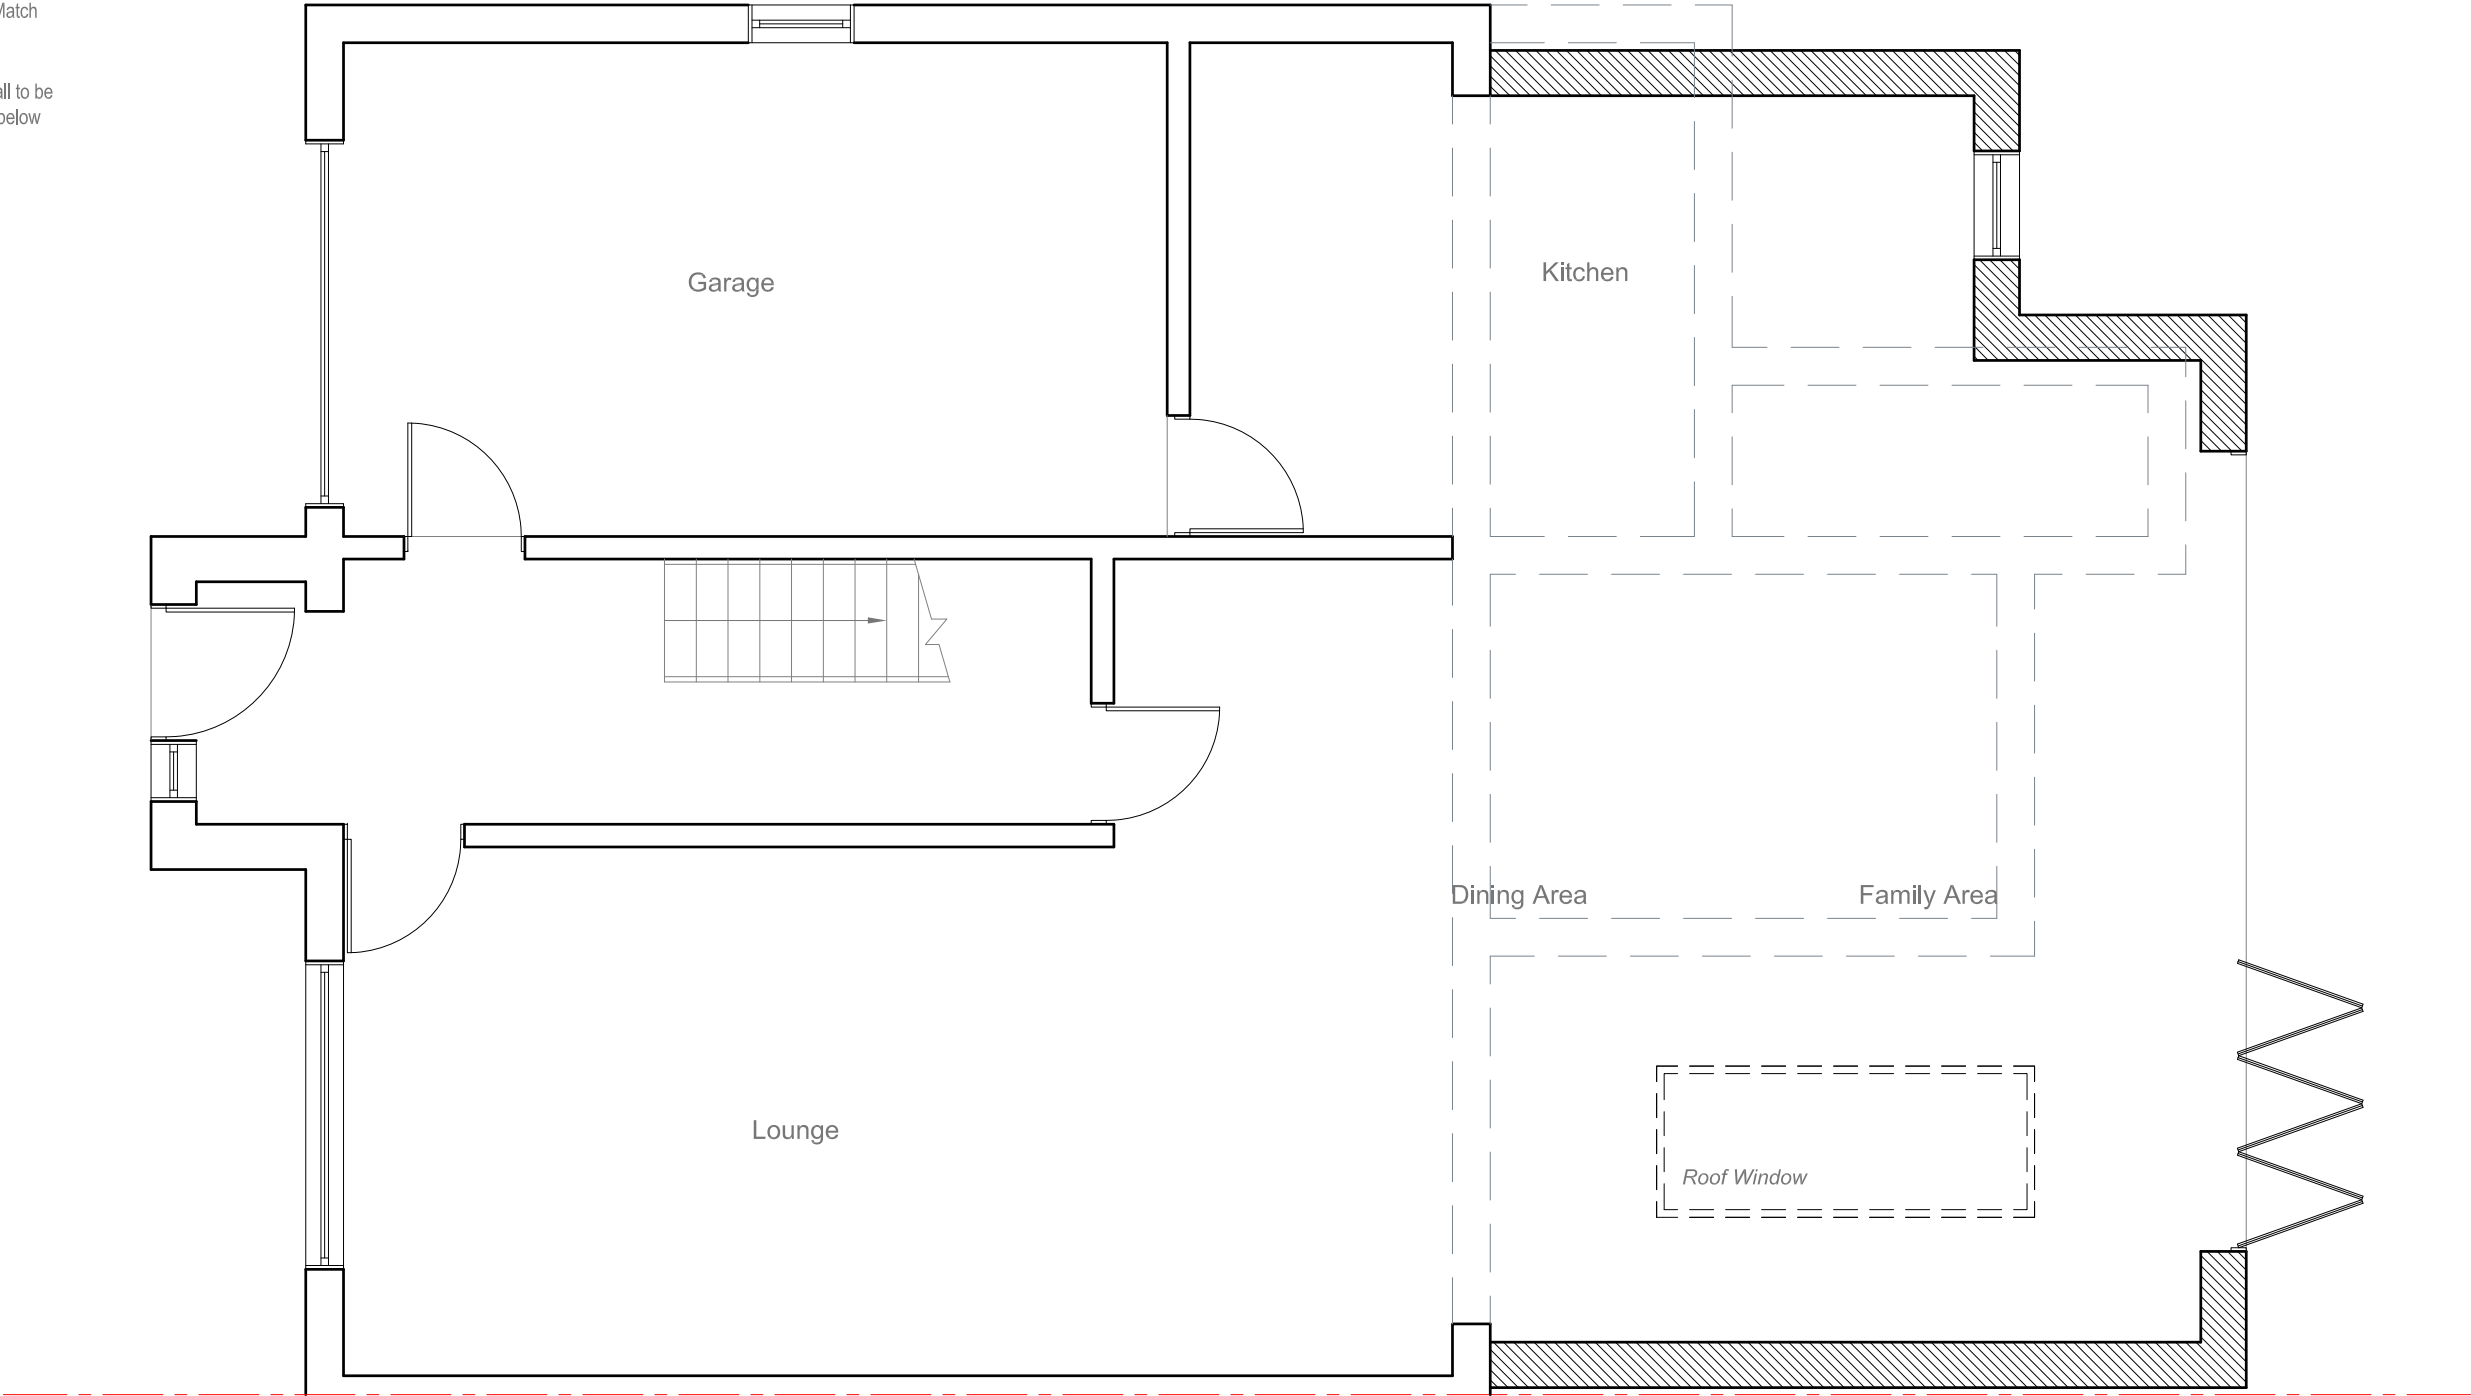 Match
all to be
below
Garage
Kitchen
Dining Area
Family Area
Lounge
Roof Window